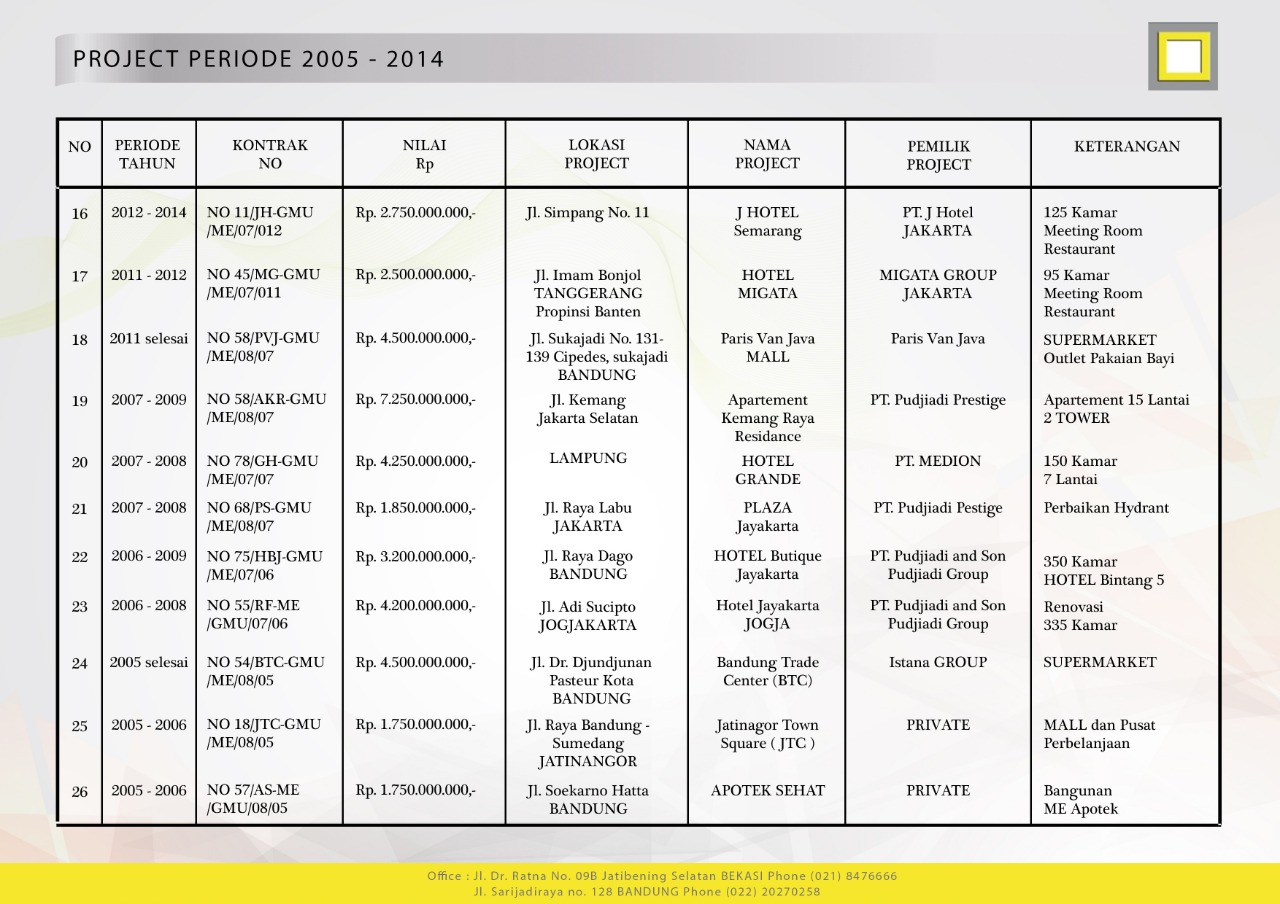 PROJECT PERIODE 2005 - 2014
NO PERIODE TAHUN KONTRAK NO NILAI Rp LOKASI PROJECT NAMA PROJECT PEMILIK PROJECT KETERANGAN
16 2012 - 2014 NO 11/JH-GMU Rp. 2.750.000.000,- Jl. Simpang No. 11 J HOTEL PT. J Hotel 125 Kamar
/ME/07/012 Semarang JAKARTA Meeting Room
Restaurant
17 2011 - 2012 NO 45/MG-GMU Rp. 2.500.000.000,- Jl. Imam Bonjol HOTEL MIGATA GROUP 95 Kamar
/ME/07/011 TANGGERANG MIGATA JAKARTA Meeting Room
Propinsi Banten Restaurant
18 2011 selesai NO 58/PVJ-GMU Rp. 4.500.000.000,- Jl. Sukajadi No. 131- Paris Van Java Paris Van Java SUPERMARKET
/ME/08/07 139 Cipedes, sukajadi MALL Outlet Pakaian Bayi
BANDUNG
19 2007 - 2009 NO 58/AKR-GMU Rp. 7.250.000.000,- Jl. Kemang Apartement PT. Pudjiadi Prestige Apartement 15 Lantai
/ME/08/07 Jakarta Selatan Kemang Raya 2 TOWER
Residance
20 2007 - 2008 NO 78/GH-GMU Rp. 4.250.000.000,- LAMPUNG HOTEL PT. MEDION 150 Kamar
/ME/07/07 GRANDE 7 Lantai
21 2007 - 2008 NO 68/PS-GMU Rp. 1.850.000.000,- Jl. Raya Labu PLAZA PT. Pudjiadi Pestige Perbaikan Hydrant
/ME/08/07 JAKARTA Jayakarta
22 2006 - 2009 NO 75/HBJ-GMU Rp. 3.200.000.000,- Jl. Raya Dago HOTEL Butique PT. Pudjiadi and Son 350 Kamar
/ME/07/06 BANDUNG Jayakarta Pudjiadi Group HOTEL Bintang 5
23 2006 - 2008 NO 55/RF-ME Rp. 4.200.000.000,- Jl. Adi Sucipto Hotel Jayakarta PT. Pudjiadi and Son Renovasi
/GMU/07/06 JOGJAKARTA JOGJA Pudjiadi Group 335 Kamar
24 2005 selesai NO 54/BTC-GMU Rp. 4.500.000.000,- Jl. Dr. Djundjunan Bandung Trade Istana GROUP SUPERMARKET
/ME/08/05 Pasteur Kota Center (BTC)
BANDUNG
25 2005 - 2006 NO 18/JTC-GMU Rp. 1.750.000.000,- Jl. Raya Bandung - Jatinagor Town PRIVATE MALL dan Pusat
/ME/08/05 Sumedang Square ( JTC ) Perbelanjaan
JATINANGOR
26 2005 - 2006 NO 57/AS-ME Rp. 1.750.000.000,- Jl. Soekarno Hatta APOTEK SEHAT PRIVATE Bangunan
/GMU/08/05 BANDUNG ME Apotek
Office : Jl. Dr. Ratna No. 09B Jatibening Selatan BEKASI Phone (021) 8476666
Jl. Sarijadiraya no. 128 BANDUNG Phone (022) 20270258